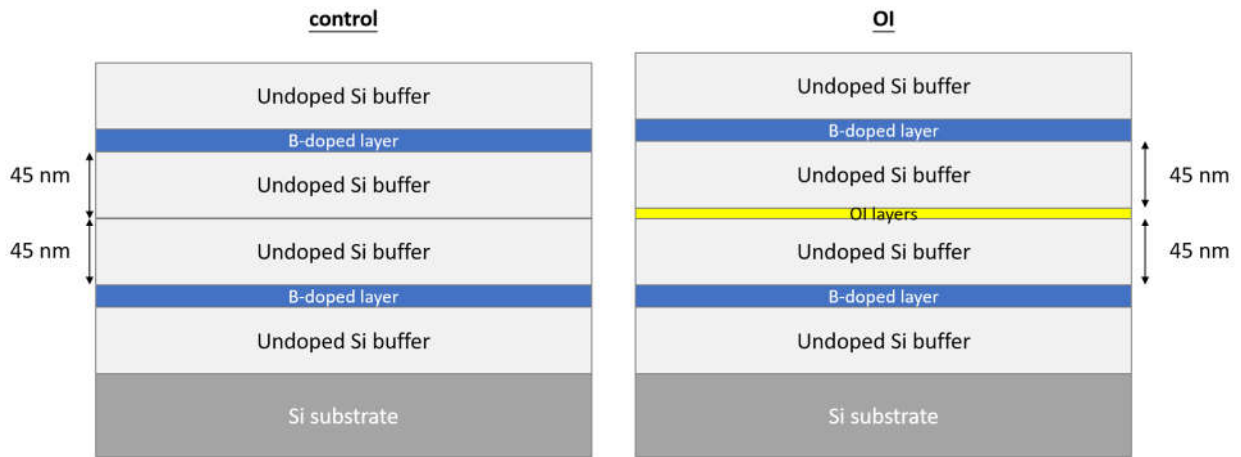 control
Undoped Si buffer
B-doped layer
45 nm
Undoped Si buffer
45 nm
Undoped Si buffer
B-doped layer
Undoped Si buffer
Si substrate
OI
Undoped Si buffer
B-doped layer
Undoped Si buffer
45 nm
OI layers
Undoped Si buffer
45 nm
B-doped layer
Undoped Si buffer
Si substrate